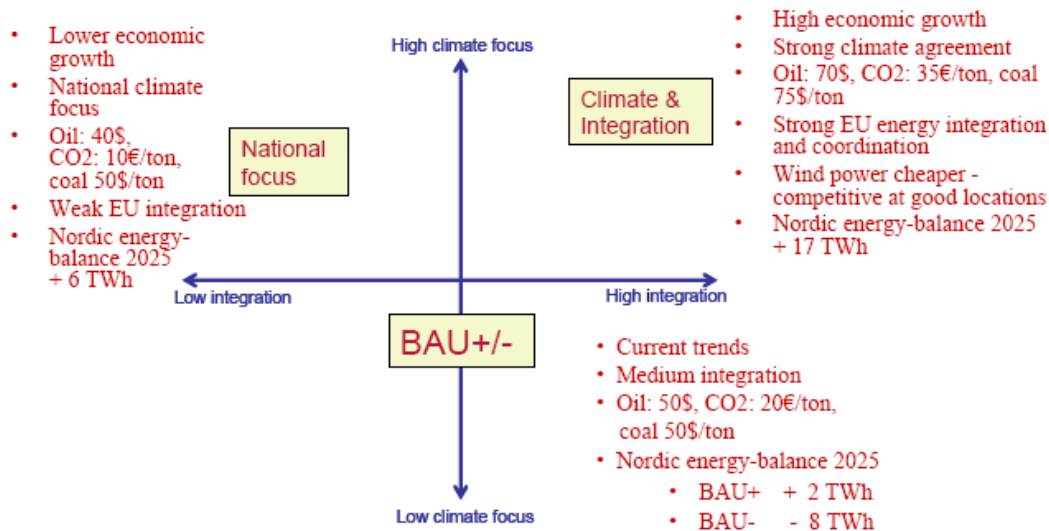 • Lower economic
growth
• National climate
focus
• Oil: 40$,
CO2: 10€/ton,
coal 50$/ton
• Weak EU integration
• Nordic energy-
balance 2025
+ 6 TWh
High climate focus
National
focus
Climate &
Integration
• High economic growth
• Strong climate agreement
• Oil: 70$, CO2: 35€/ton, coal
75$/ton
• Strong EU energy integration
and coordination
• Wind power cheaper -
competitive at good locations
• Nordic energy-balance 2025
+ 17 TWh
Low integration
High integration
BAU+/-
• Current trends
• Medium integration
• Oil: 50$, CO2: 20€/ton,
coal 50$/ton
• Nordic energy-balance 2025
• BAU+ + 2 TWh
• BAU- - 8 TWh
Low climate focus